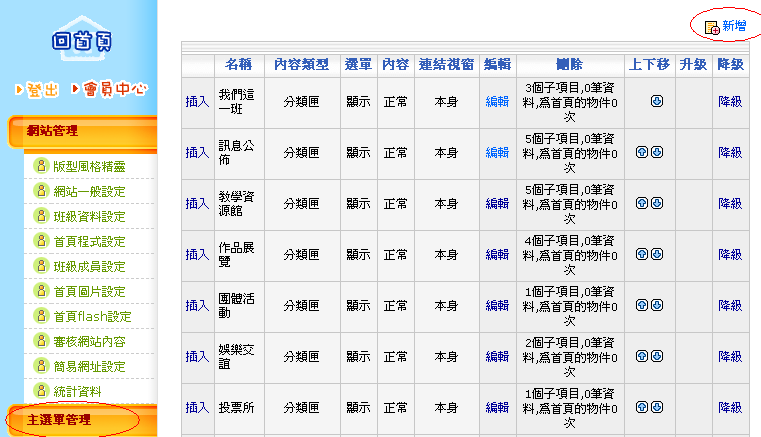 回首頁
登出 會員中心
網站管理
版型風格精靈
網站一般設定
班級資料設定
首頁程式設定
班級成員設定
首頁圖片設定
首頁flash設定
審核網站內容
簡易網址設定
統計資料
主選單管理
新增
名稱 內容類型 選單 內容 連結視窗 編輯 刪除 上下移 升級 降級
插入 我們這一班 分類匣 顯示 正常 本身 編輯 3個子項目,0筆資料,為首頁的物件0次 降級
插入 訊息公佈 分類匣 顯示 正常 本身 編輯 5個子項目,0筆資料,為首頁的物件0次 降級
插入 教學資源館 分類匣 顯示 正常 本身 編輯 5個子項目,0筆資料,為首頁的物件0次 降級
插入 作品展覽 分類匣 顯示 正常 本身 編輯 4個子項目,0筆資料,為首頁的物件0次 降級
插入 團體活動 分類匣 顯示 正常 本身 編輯 1個子項目,0筆資料,為首頁的物件0次 降級
插入 娛樂交誼 分類匣 顯示 正常 本身 編輯 2個子項目,0筆資料,為首頁的物件0次 降級
插入 投票所 分類匣 顯示 正常 本身 編輯 1個子項目,0筆資料,為首頁的物件0次 降級